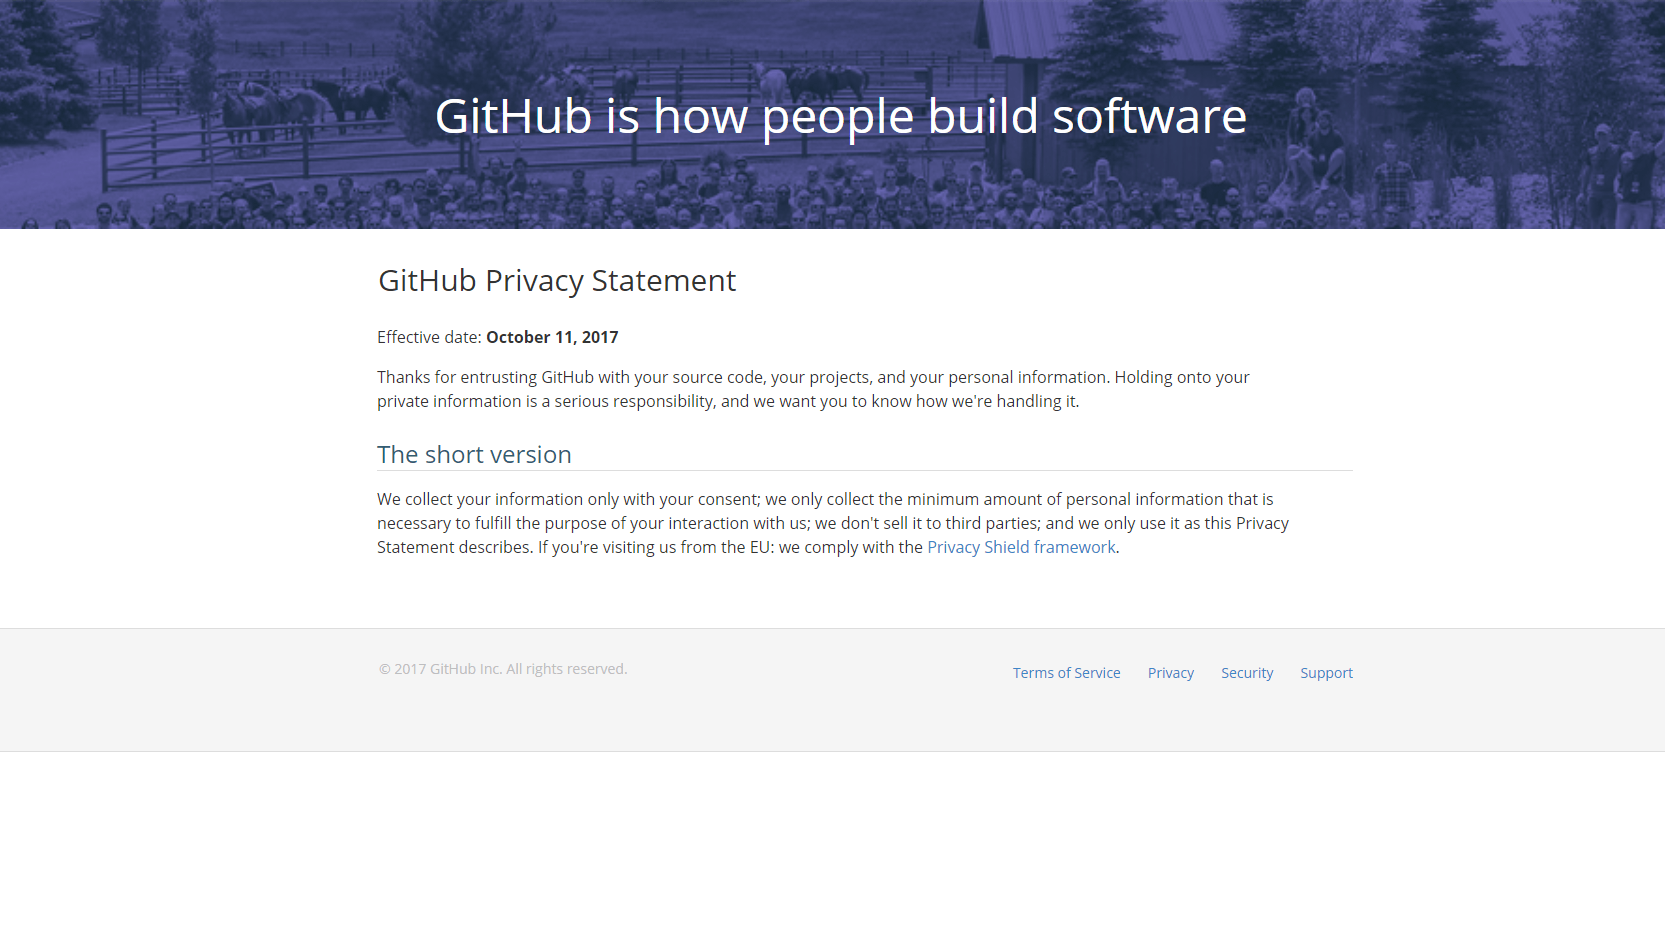 GitHub is how people build software
GitHub Privacy Statement
Effective date: October 11, 2017
Thanks for entrusting GitHub with your source code, your projects, and your personal information. Holding onto your
private information is a serious responsibility, and we want you to know how we're handling it.
The short version
We collect your information only with your consent; we only collect the minimum amount of personal information that is
necessary to fulfill the purpose of your interaction with us; we don't sell it to third parties; and we only use it as this Privacy
Statement describes. If you're visiting us from the EU: we comply with the Privacy Shield framework.
© 2017 GitHub Inc. All rights reserved.
Terms of Service Privacy Security Support